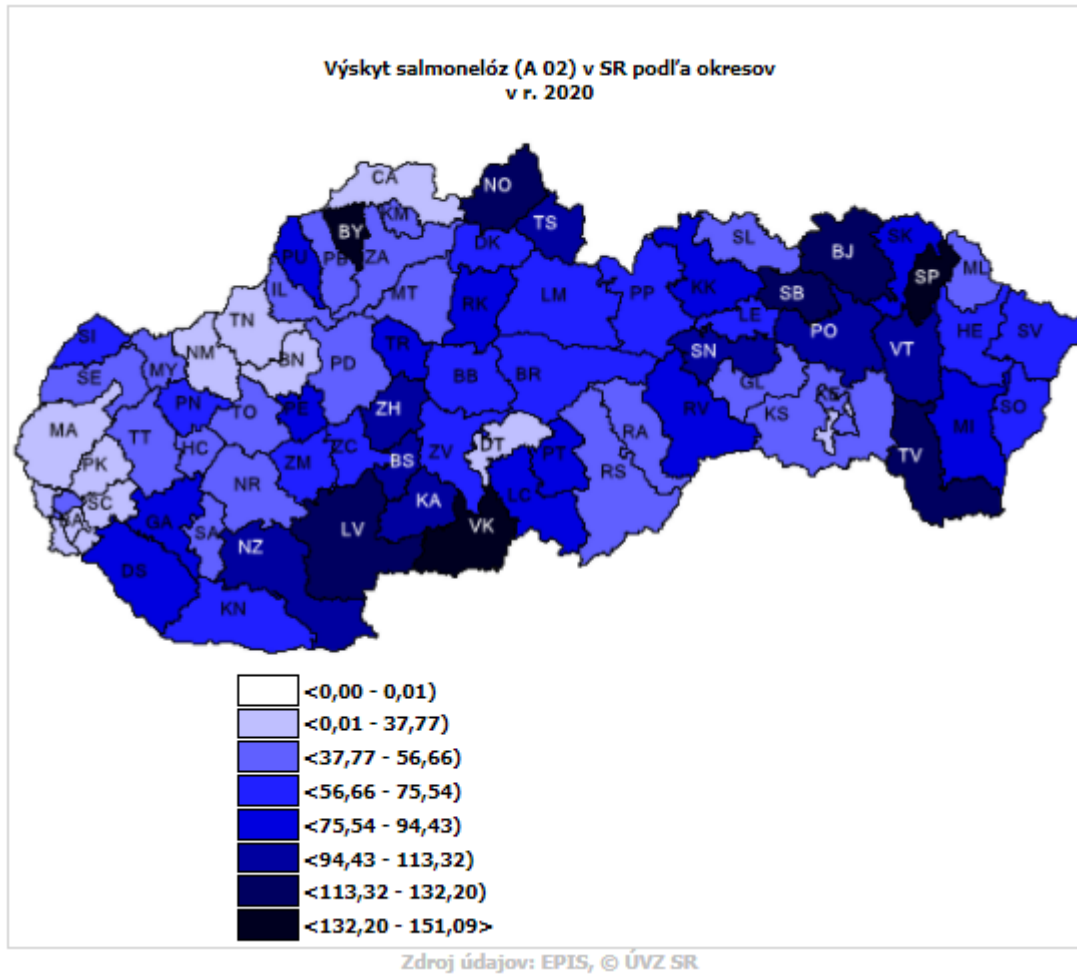 Výskyt salmonelóz (A 02) v SR podľa okresov
v r. 2020
CA
NO
KM
BY
TS
PU
PB
ZA
DK
SL
BJ
SK
SP
ML
IL
MT
RK
LM
PP
KK
SB
TN
LE
PO
HE
SV
SI
NM
BN
TR
SN
VT
MY
PD
BB
BR
SE
GL
PN
TO
PE
ZH
RV
KS
KE
MI
SO
MA
TT
HC
DT
RA
PK
ZM
ZC
BS
ZV
PT
RS
TV
NR
SC
KA
LC
BA
GA
SA
LV
VK
NZ
DS
KN
<0,00 - 0,01)
<0,01 - 37,77)
<37,77 - 56,66)
<56,66 - 75,54)
<75,54 - 94,43)
<94,43 - 113,32)
<113,32 - 132,20)
<132,20 - 151,09>
Zdroj údajov: EPIS, © ÚVZ SR